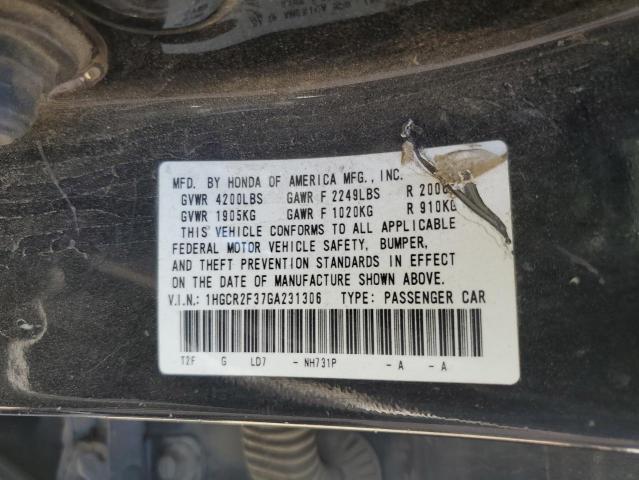 MFD. BY HONDA OF AMERICA MFG., INC.
GVWR 4200LBS GAWR F 2249LBS R 200
GVWR 1905KG GAWR F 1020KG R 910KG
THIS VEHICLE CONFORMS TO ALL APPLICABLE
FEDERAL MOTOR VEHICLE SAFETY, BUMPER,
AND THEFT PREVENTION STANDARDS IN EFFECT
ON THE DATE OF MANUFACTURE SHOWN ABOVE.
V.I.N.: 1HGCR2F37GA231306 TYPE: PASSENGER CAR
T2F G LD7 - NH731P - A - A